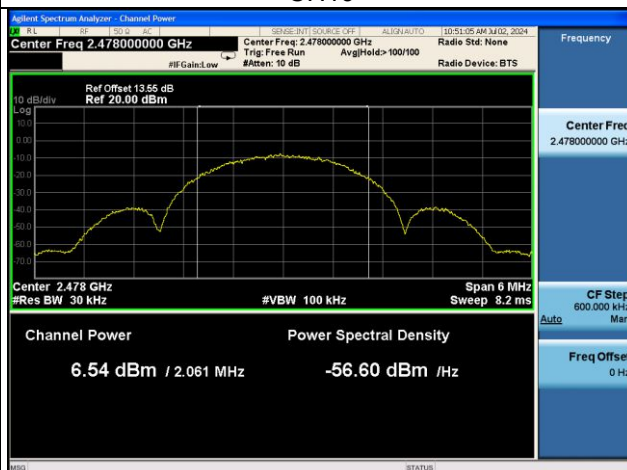 Agilent Spectrum Analyzer - Channel Power
RL RF 50 Ω AC SENSE:INT SOURCE OFF ALIGNAUTO 10:51:05 AM Jul 02, 2024
Center Freq 2.478000000 GHz
Center Freq: 2.478000000 GHz
Radio Std: None
Trig: Free Run Avg|Hold:>100/100
#IFGain:Low #Atten: 10 dB Radio Device: BTS
Frequency
Ref Offset 13.55 dB
10 dB/div Ref 20.00 dBm
Log
10.0
0.00
-10.0
-20.0
-30.0
-40.0
-50.0
-60.0
-70.0
Center Freq
2.478000000 GHz
Center 2.478 GHz Span 6 MHz
#Res BW 30 kHz #VBW 100 kHz Sweep 8.2 ms
CF Step
600.000 kHz
Auto Man
Channel Power Power Spectral Density
6.54 dBm / 2.061 MHz -56.60 dBm /Hz
Freq Offset
0 Hz
MSG STATUS